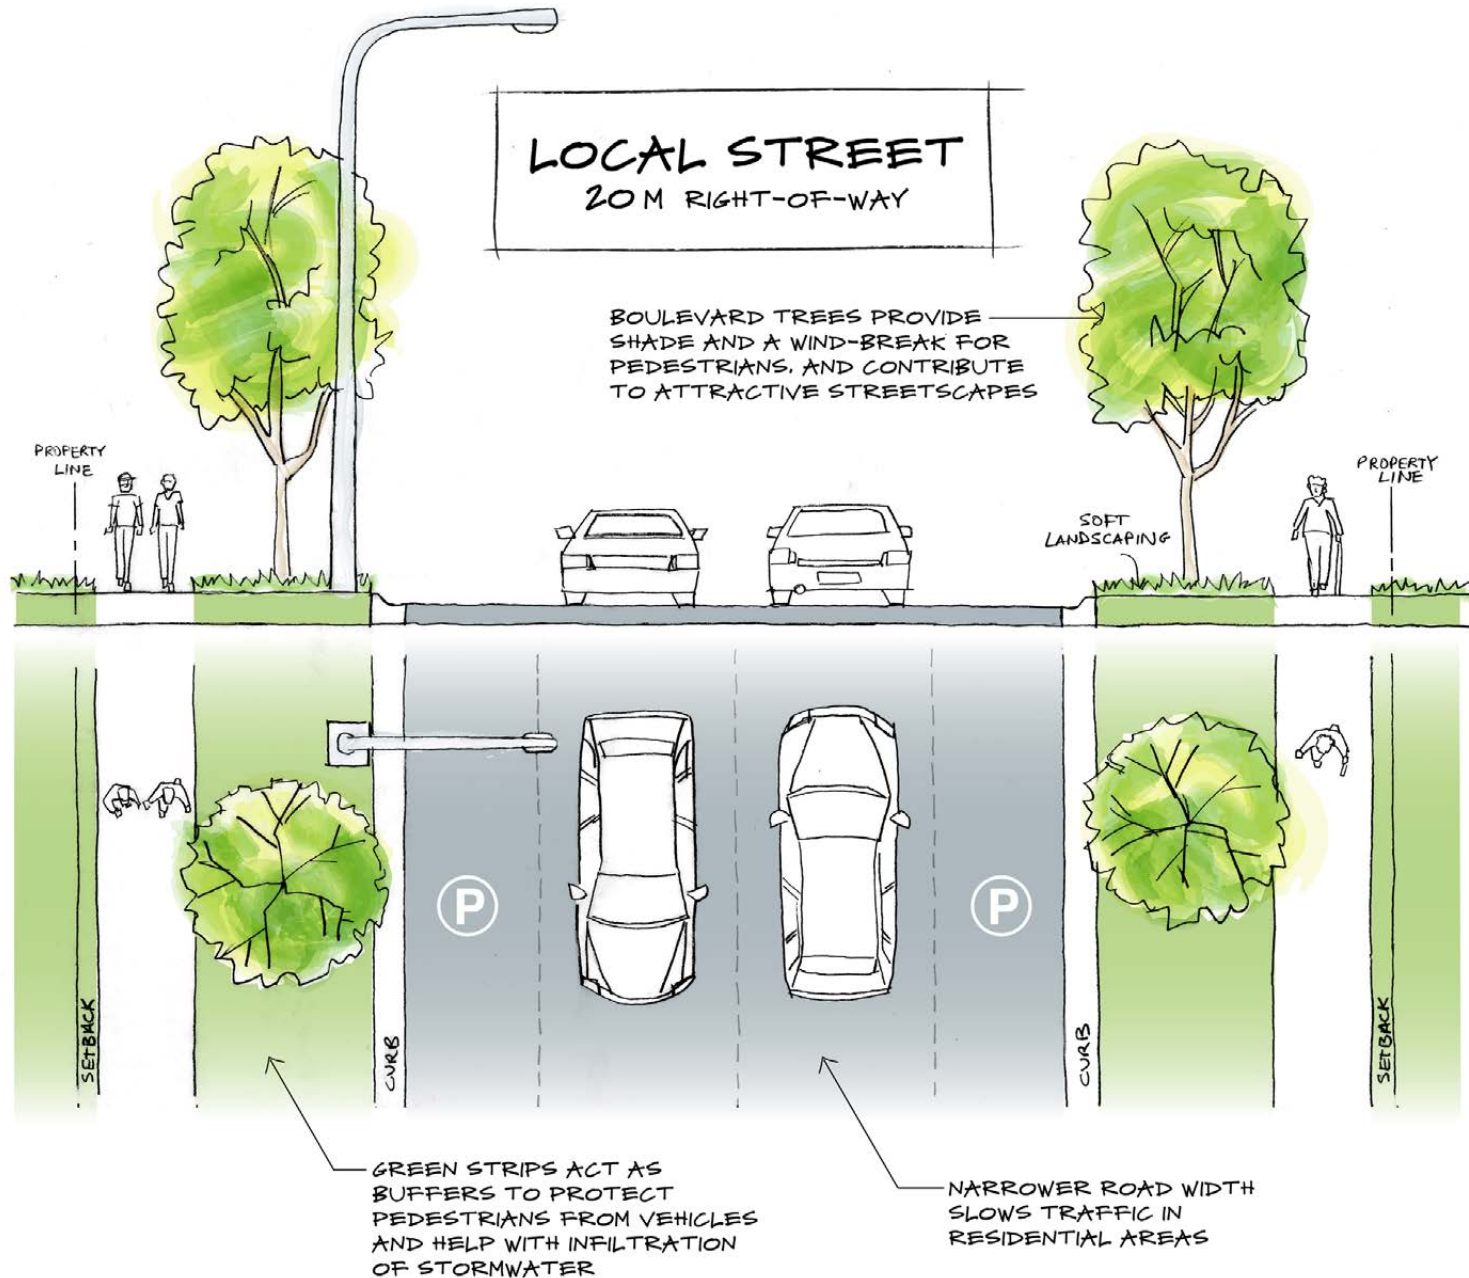 LOCAL STREET
20 M RIGHT-OF-WAY
BOULEVARD TREES PROVIDE
SHADE AND A WIND-BREAK FOR
PEDESTRIANS. AND CONTRIBUTE
TO ATTRACTIVE STREETSCAPES
PROPERTY
LINE
PROPERTY
LINE
SOFT
LANDSCAPING
P
P
SETBACK
CURB
CURB
SETBACK
GREEN STRIPS ACT AS
BUFFERS TO PROTECT
PEDESTRIANS FROM VEHICLES
AND HELP WITH INFILTRATION
OF STORMWATER
NARROWER ROAD WIDTH
SLOWS TRAFFIC IN
RESIDENTIAL AREAS